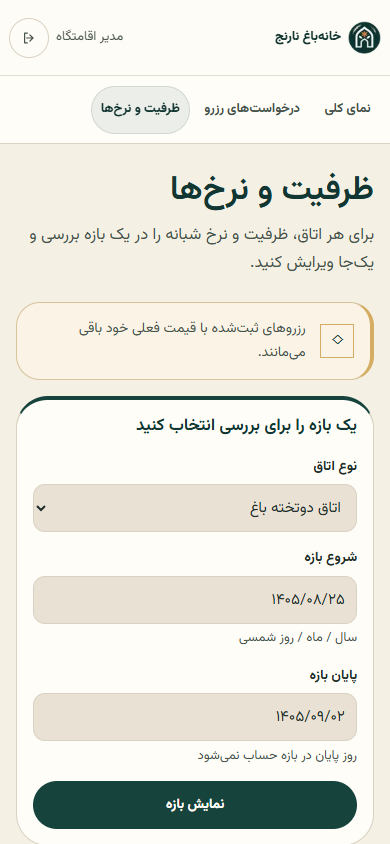 خانه‌باغ نارنج
مدیر اقامتگاه
نمای کلی
درخواست‌های رزرو
ظرفیت و نرخ‌ها
ظرفیت و نرخ‌ها
برای هر اتاق، ظرفیت و نرخ شبانه را در یک بازه بررسی و
یک‌جا ویرایش کنید.
رزروهای ثبت‌شده با قیمت فعلی خود باقی
می‌مانند.
یک بازه را برای بررسی انتخاب کنید
نوع اتاق
اتاق دوتخته باغ
شروع بازه
۱۴۰۵/۰۸/۲۵
سال / ماه / روز شمسی
پایان بازه
۱۴۰۵/۰۹/۰۲
روز پایان در بازه حساب نمی‌شود
نمایش بازه